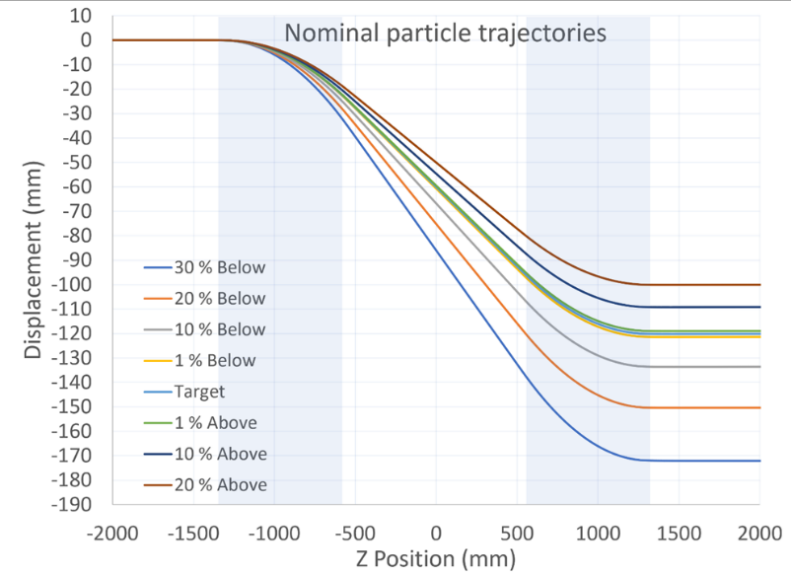 Nominal particle trajectories
10
0
-10
-20
-30
-40
-50
-60
-70
-80
-90
-100
-110
-120
-130
-140
-150
-160
-170
-180
-190
Displacement (mm)
30 % Below
20 % Below
10 % Below
1 % Below
Target
1 % Above
10 % Above
20 % Above
-2000 -1500 -1000 -500 0 500 1000 1500 2000
Z Position (mm)